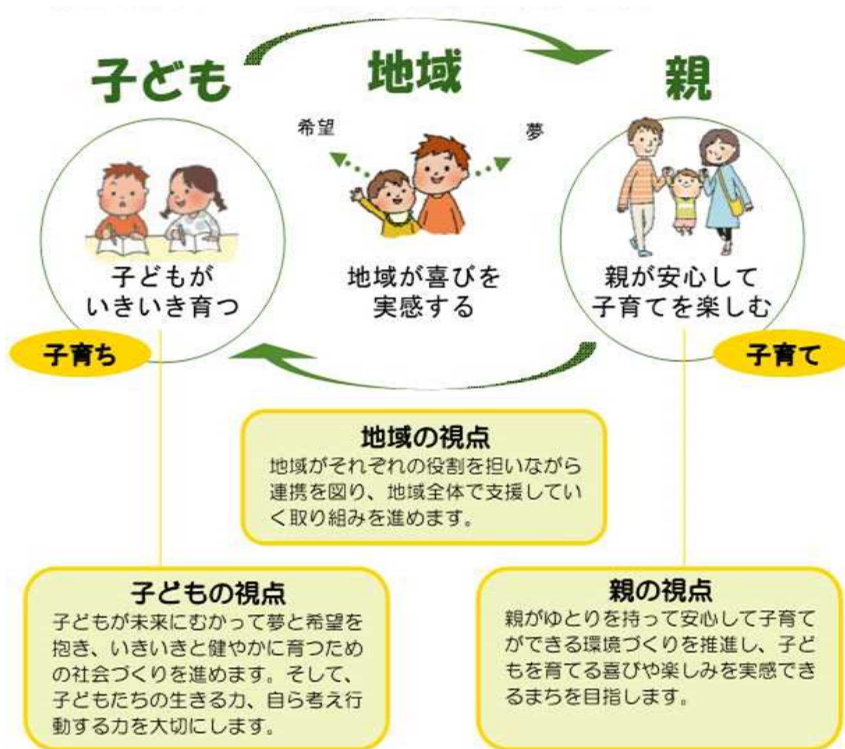 子ども
地域
親
希望
夢
子どもが
いきいき育つ
地域が喜びを
実感する
親が安心して
子育てを楽しむ
子育ち
子育て
地域の視点
地域がそれぞれの役割を担いながら
連携を図り、地域全体で支援してい
く取り組みを進めます。
子どもの視点
子どもが未来にむかって夢と希望を
抱き、いきいきと健やかに育つため
の社会づくりを進めます。そして、
子どもたちの生きる力、自ら考え行
動する力を大切にします。
親の視点
親がゆとりを持って安心して子育て
ができる環境づくりを推進し、子ど
もを育てる喜びや楽しみを実感でき
るまちを目指します。